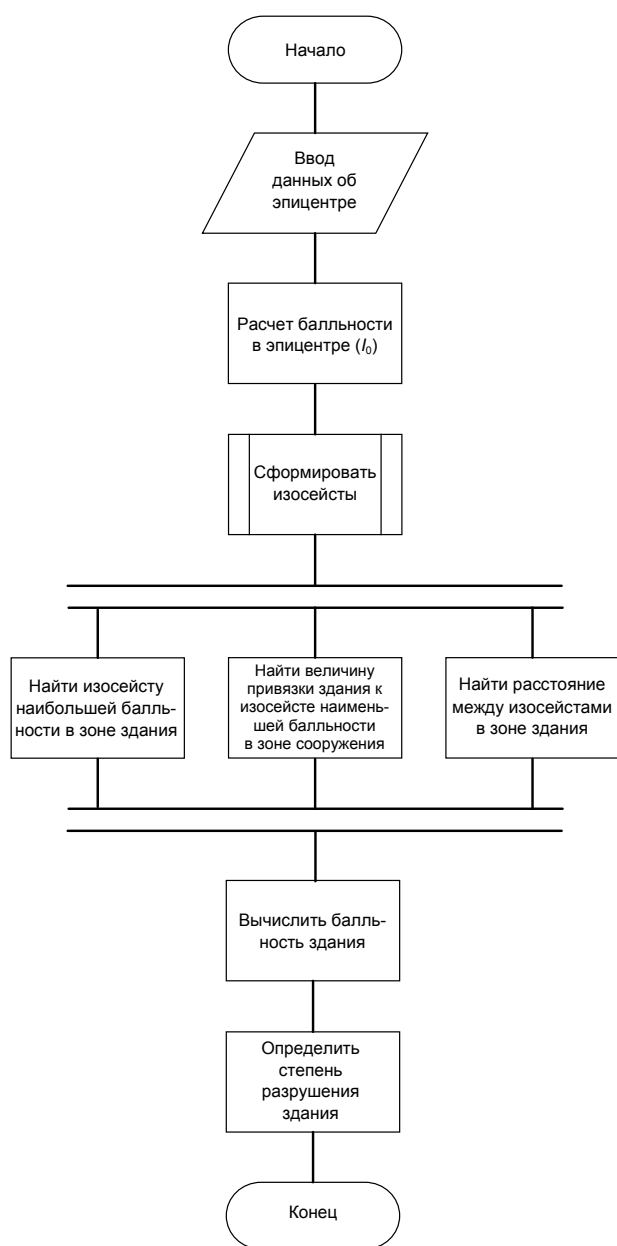 Начало
Ввод
данных об
эпицентре
Расчет балльности
в эпицентре (I₀)
Сформировать
изосейсты
Найти изосейсту
наибольшей балль-
ности в зоне здания
Найти величину
привязки здания к
изосейсте наимень-
шей балльности
в зоне сооружения
Найти расстояние
между изосейстами
в зоне здания
Вычислить балль-
ность здания
Определить
степень
разрушения
здания
Конец